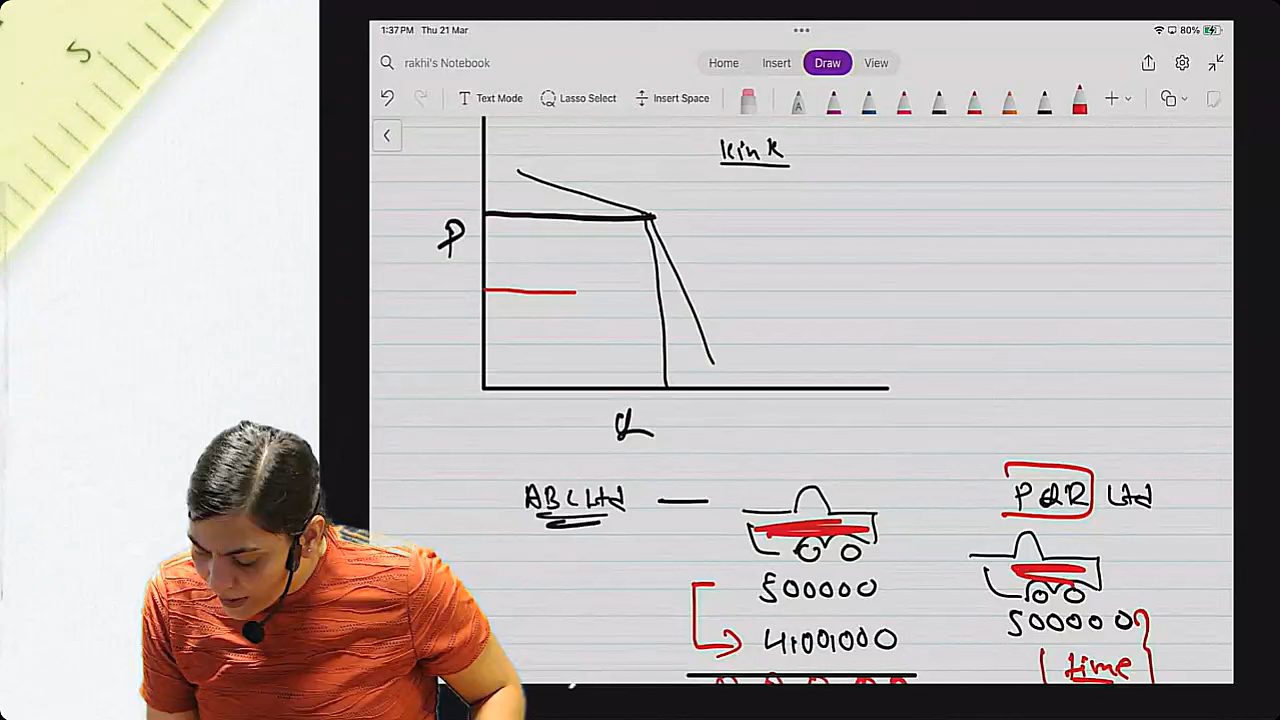 5
1:37 PM Thu 21 Mar
80%
rakhi's Notebook
Home Insert Draw View
Text Mode Lasso Select Insert Space
A
Kink
P
ABC Ltd — PQR Ltd
500000
500000
4,00,000
time